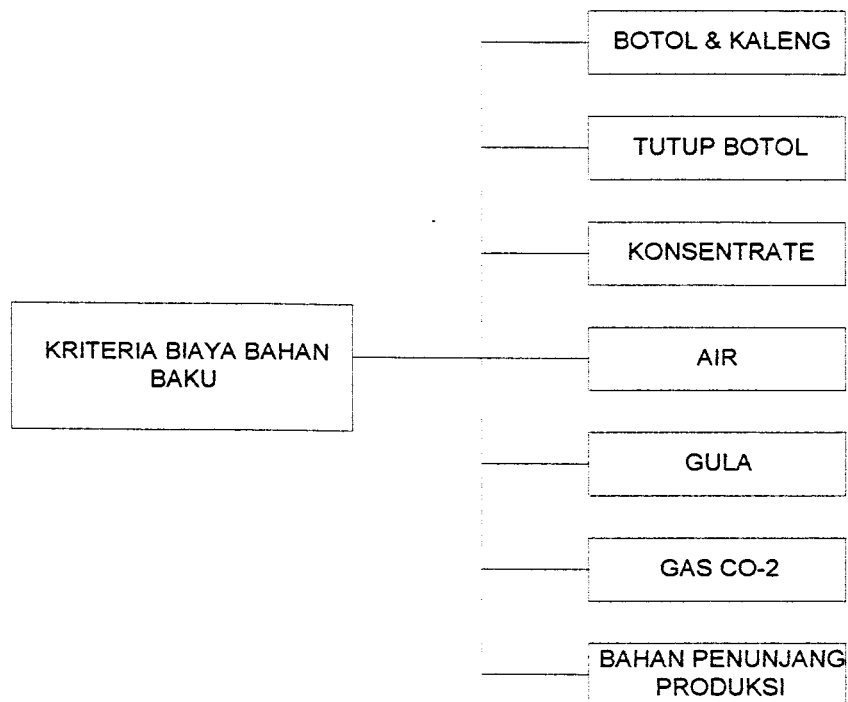 BOTOL & KALENG
TUTUP BOTOL
KONSENTRATE
KRITERIA BIAYA BAHAN
BAKU
AIR
GULA
GAS CO-2
BAHAN PENUNJANG
PRODUKSI